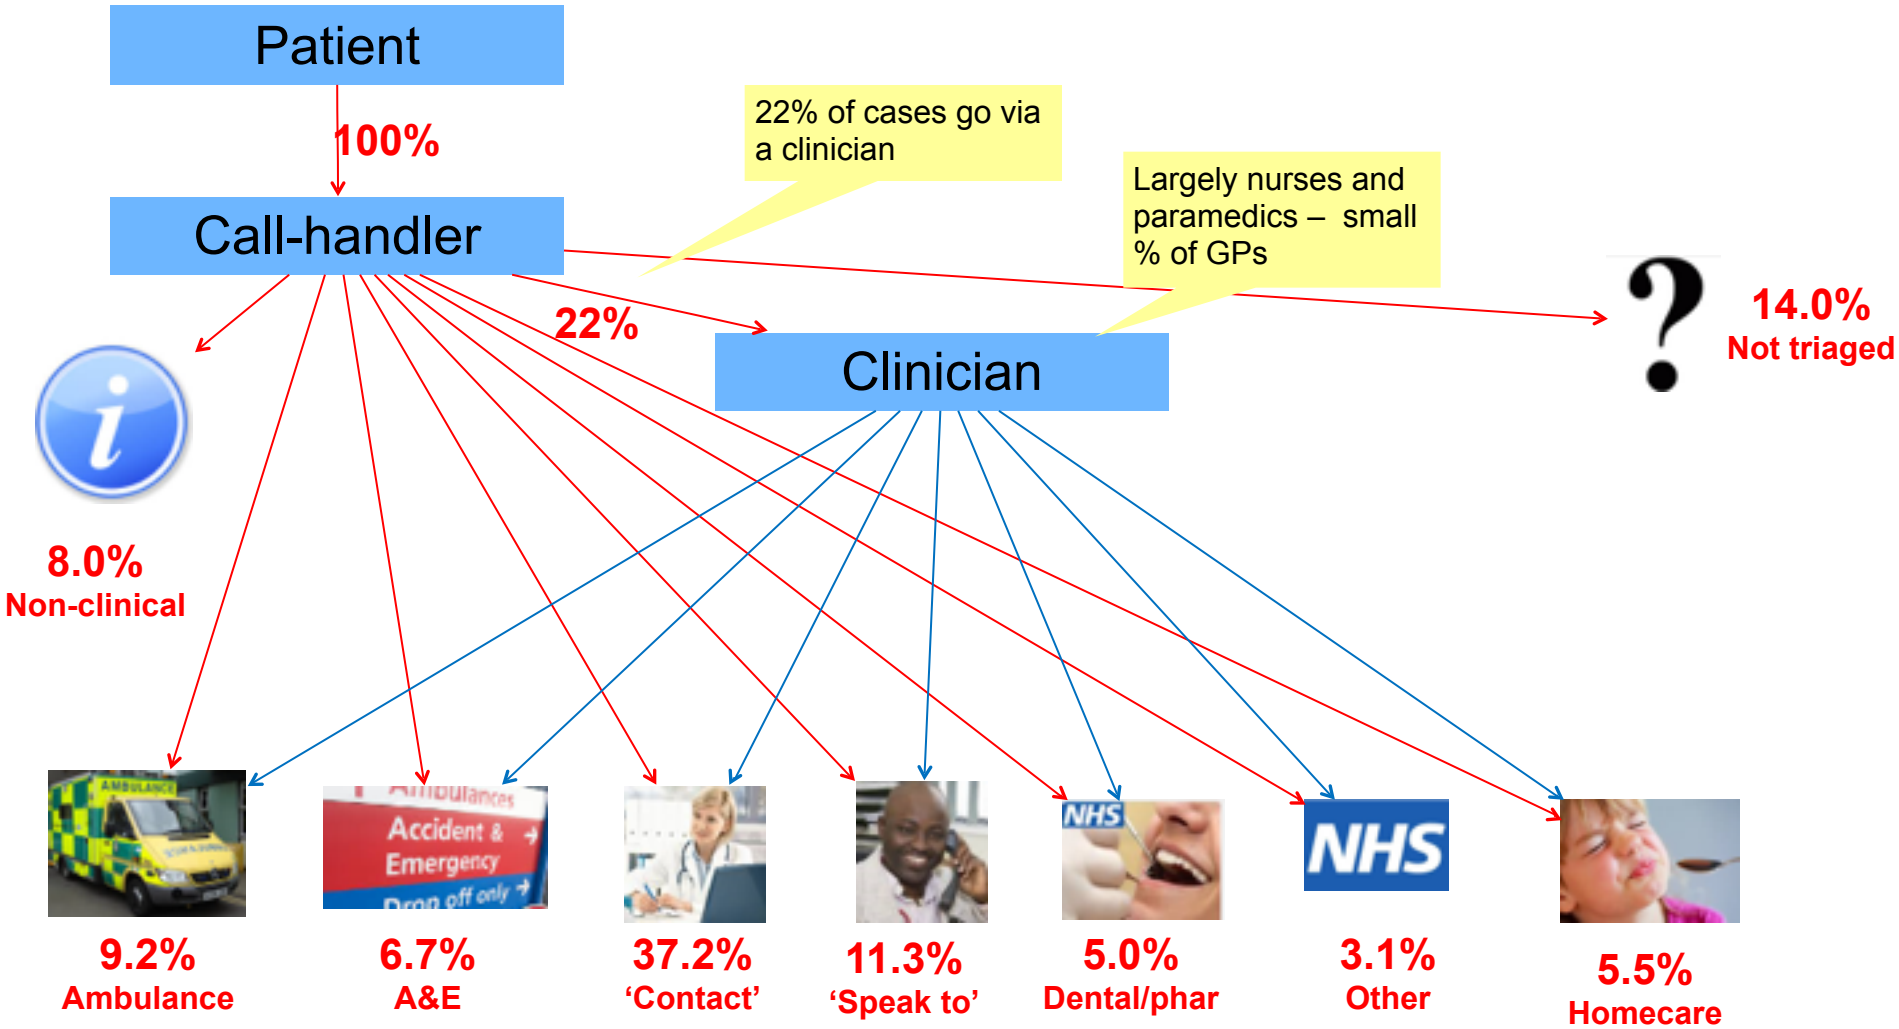 Patient
100%
22% of cases go via
a clinician
Largely nurses and
paramedics – small
% of GPs
Call-handler
22%
14.0%
Not triaged
?
Clinician
i
8.0%
Non-clinical
AMBULANCE
Ambulances
Accident &
Emergency
Drop off only
NHS
NHS
9.2%
Ambulance
6.7%
A&E
37.2%
‘Contact’
11.3%
‘Speak to’
5.0%
Dental/phar
3.1%
Other
5.5%
Homecare